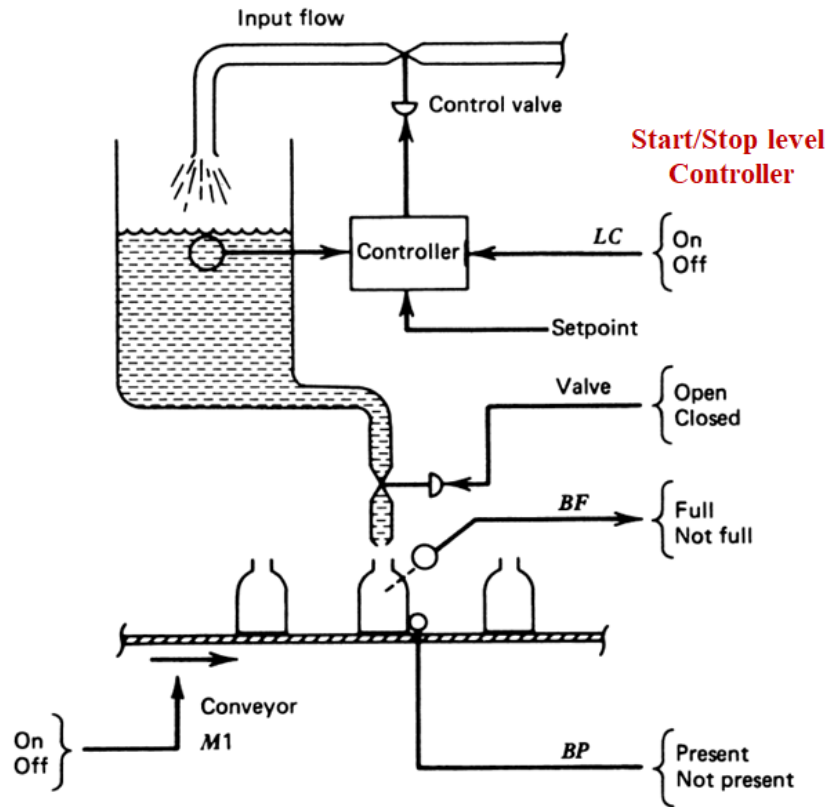 Input flow
Control valve
Start/Stop level
Controller
Controller
LC
On
Off
Setpoint
Valve
Open
Closed
BF
Full
Not full
Conveyor
M1
On
Off
BP
Present
Not present